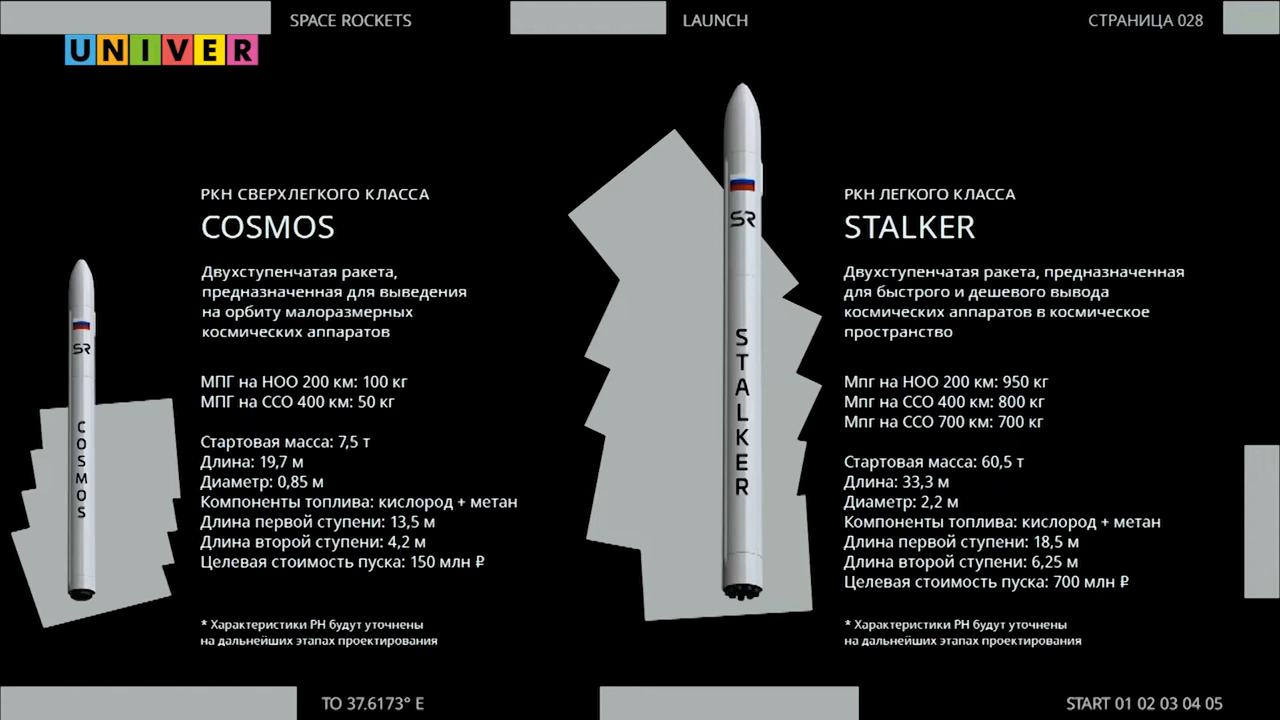 SPACE ROCKETS
LAUNCH
СТРАНИЦА 028
UNIVER
РКН СВЕРХЛЕГКОГО КЛАССА
COSMOS
Двухступенчатая ракета,
предназначенная для выведения
на орбиту малоразмерных
космических аппаратов
МПГ на НОО 200 км: 100 кг
МПГ на ССО 400 км: 50 кг
Стартовая масса: 7,5 т
Длина: 19,7 м
Диаметр: 0,85 м
Компоненты топлива: кислород + метан
Длина первой ступени: 13,5 м
Длина второй ступени: 4,2 м
Целевая стоимость пуска: 150 млн ₽
* Характеристики РН будут уточнены
на дальнейших этапах проектирования
SR
COSMOS
SR
STALKER
РКН ЛЕГКОГО КЛАССА
STALKER
Двухступенчатая ракета, предназначенная
для быстрого и дешевого вывода
космических аппаратов в космическое
пространство
Мпг на НОО 200 км: 950 кг
Мпг на ССО 400 км: 800 кг
Мпг на ССО 700 км: 700 кг
Стартовая масса: 60,5 т
Длина: 33,3 м
Диаметр: 2,2 м
Компоненты топлива: кислород + метан
Длина первой ступени: 18,5 м
Длина второй ступени: 6,25 м
Целевая стоимость пуска: 700 млн ₽
* Характеристики РН будут уточнены
на дальнейших этапах проектирования
TO 37.6173° E
START 01 02 03 04 05